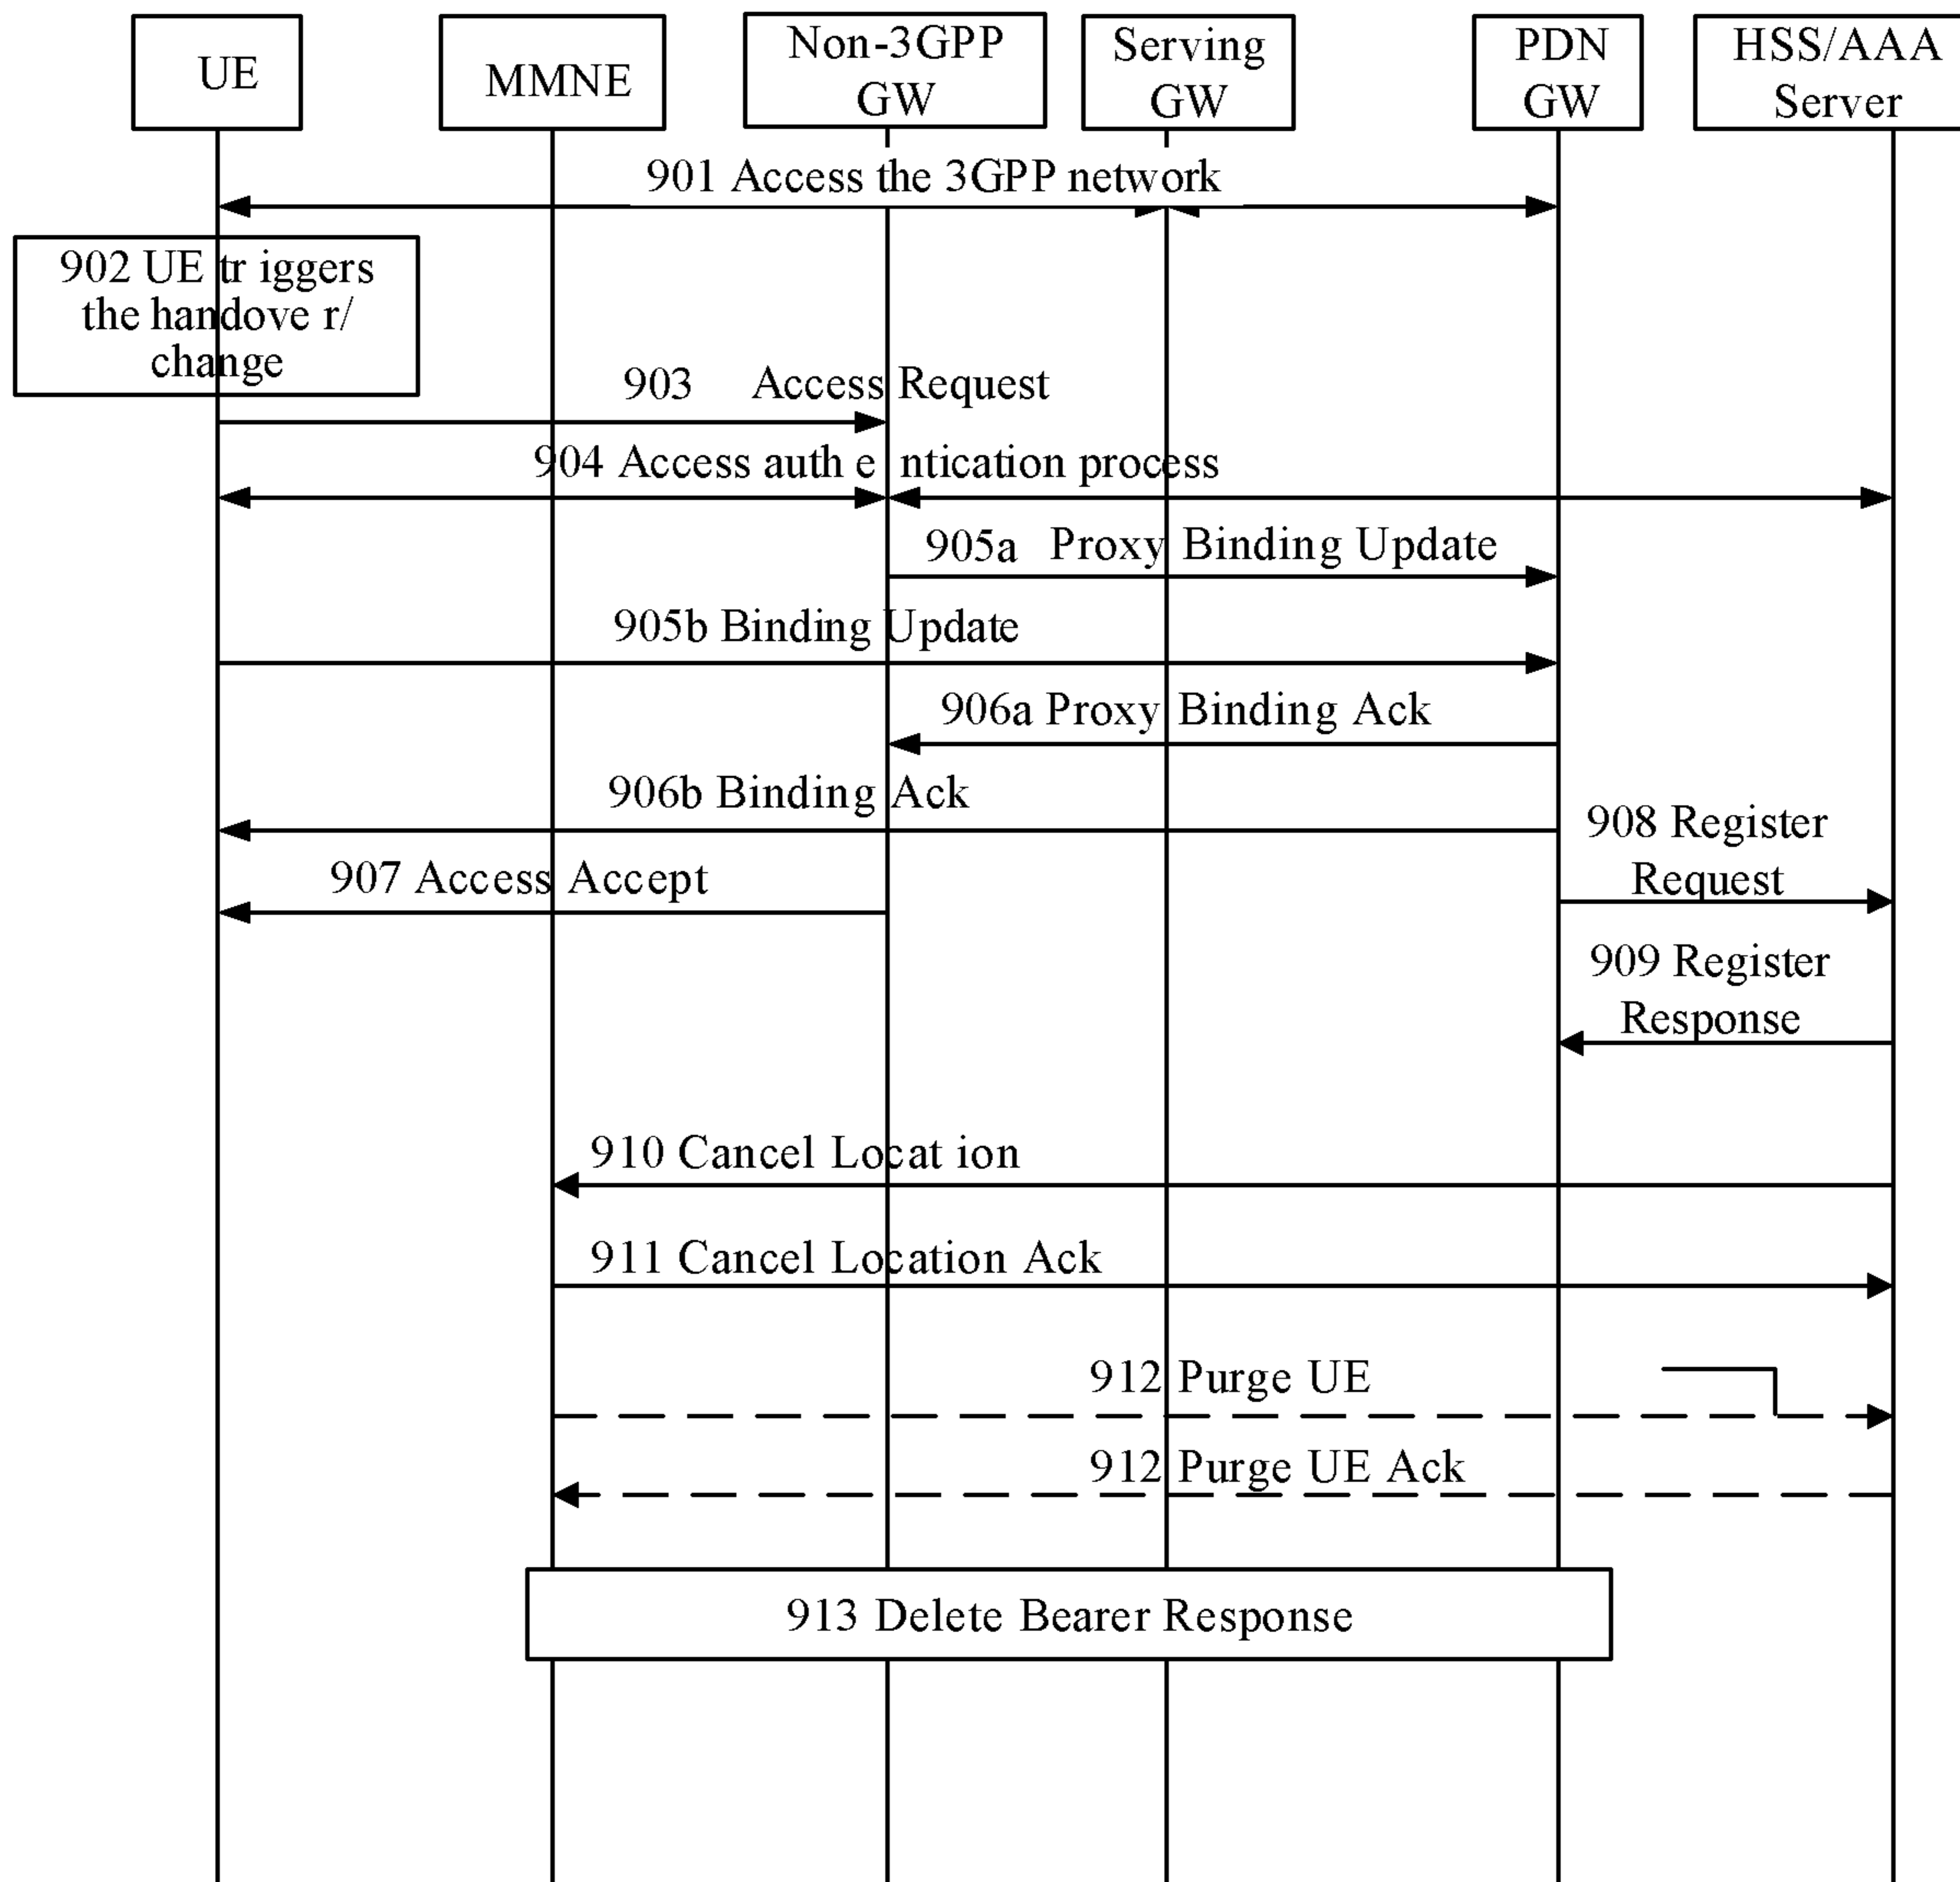 UE
MMNE
Non-3GPP
GW
Serving
GW
PDN
GW
HSS/AAA
Server
901 Access the 3GPP network
902 UE tr iggers
the handove r/
change
903 Access Request
904 Access auth e ntication process
905a Proxy Binding Update
905b Binding Update
906a Proxy Binding Ack
906b Binding Ack
908 Register
Request
907 Access Accept
909 Register
Response
910 Cancel Locat ion
911 Cancel Location Ack
912 Purge UE
912 Purge UE Ack
913 Delete Bearer Response